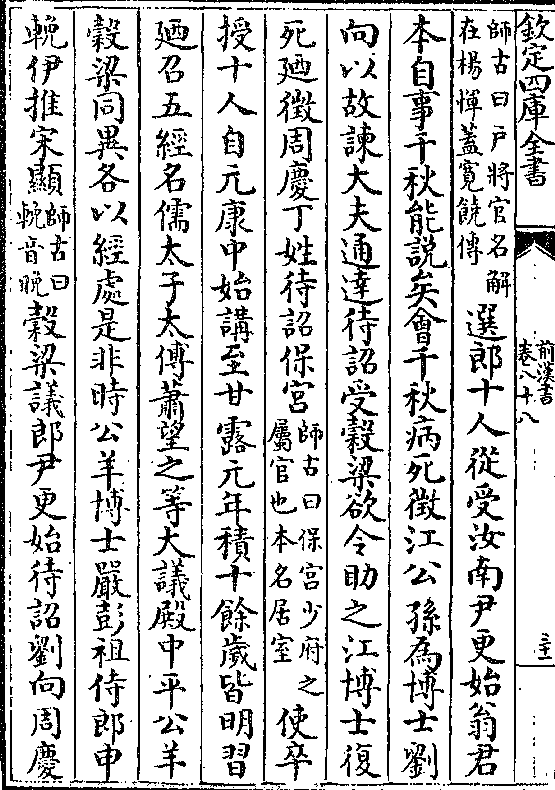 欽定四庫全書
前漢書
卷八十八
三十一
師古曰戸將官名解
在楊惲蓋寛饒傳
選郎十人從受汝南尹更始翁君
本自事千秋能説矣會千秋病死徵江公孫為博士劉
向以故諫大夫通達待詔受穀梁欲令助之江博士復
死廼徵周慶丁姓待詔保宮
師古曰保宮少府之
屬官也本名居室
使卒
授十人自元康中始講至甘露元年積十餘歲皆明習
廼召五經名儒太子太傅蕭望之等大議殿中平公羊
穀梁同異各以經處是非時公羊博士嚴彭祖侍郎申
輓伊推宋顯
師古曰
輓音晚
穀梁議郎尹更始待詔劉向周慶